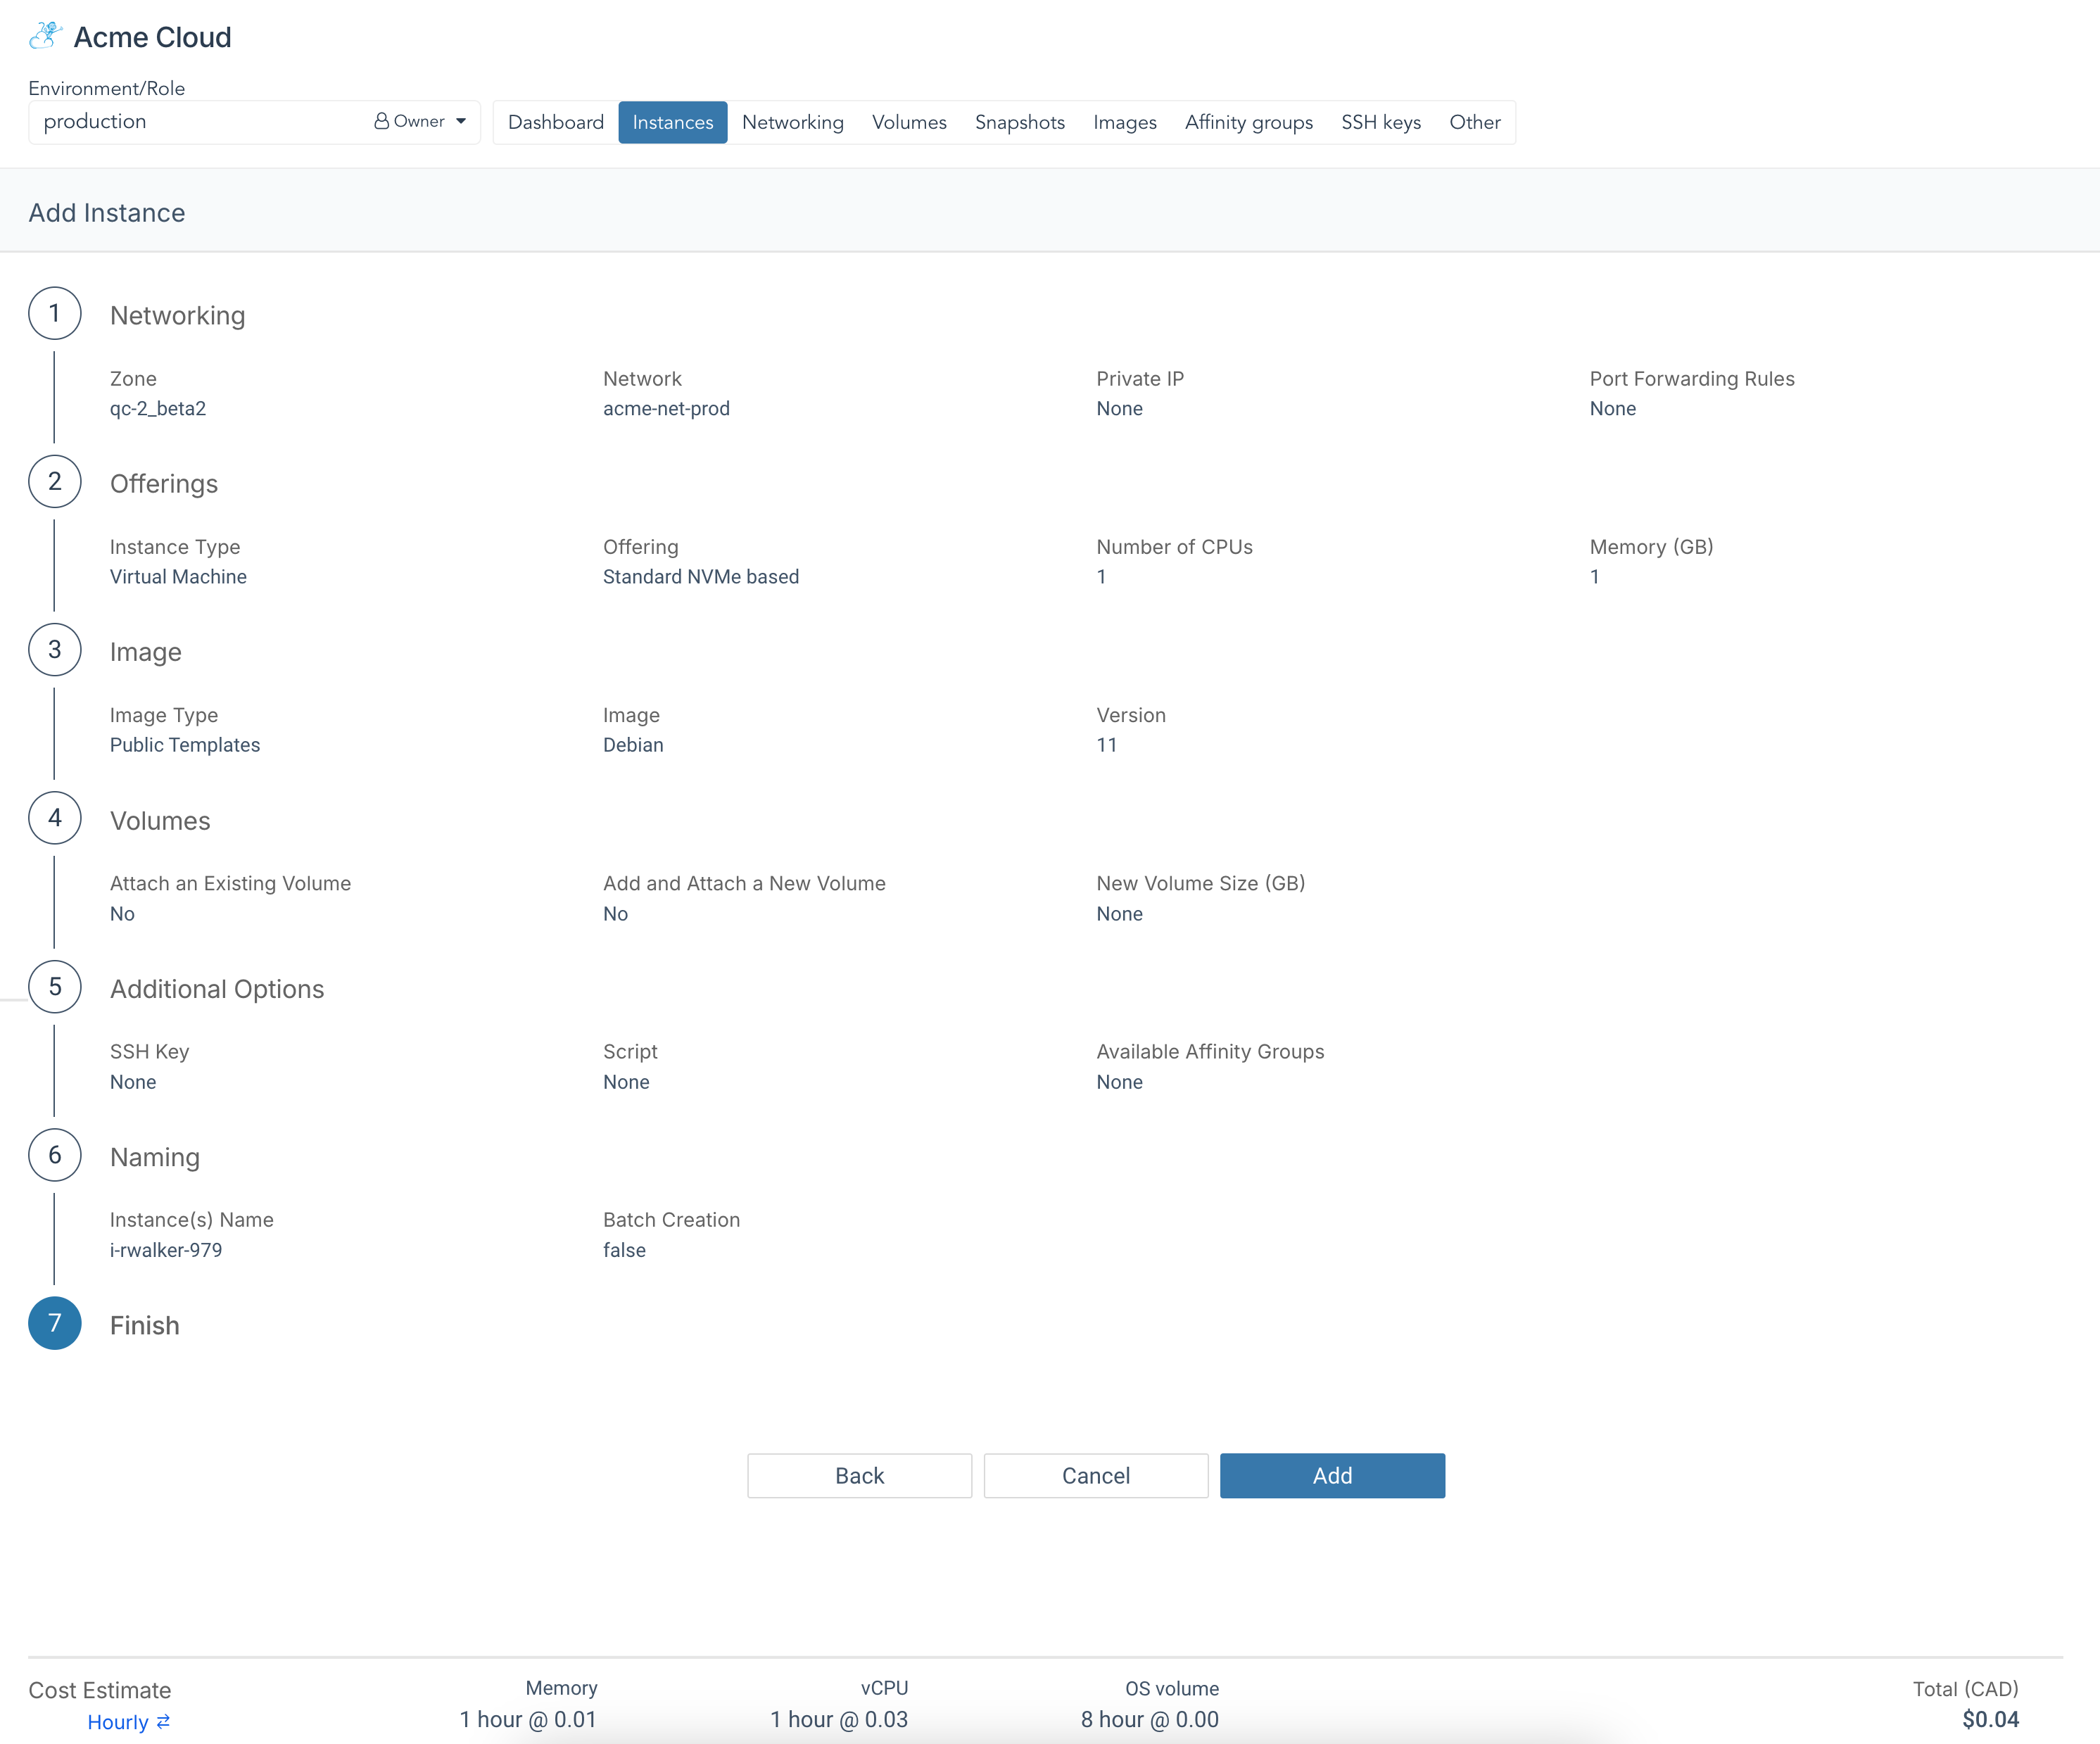 Acme Cloud
Environment/Role
production Owner
Dashboard Instances Networking Volumes Snapshots Images Affinity groups SSH keys Other
Add Instance
1 Networking
Zone Network Private IP Port Forwarding Rules
qc-2_beta2 acme-net-prod None None
2 Offerings
Instance Type Offering Number of CPUs Memory (GB)
Virtual Machine Standard NVMe based 1 1
3 Image
Image Type Image Version
Public Templates Debian 11
4 Volumes
Attach an Existing Volume Add and Attach a New Volume New Volume Size (GB)
No No None
5 Additional Options
SSH Key Script Available Affinity Groups
None None None
6 Naming
Instance(s) Name Batch Creation
i-rwalker-979 false
7 Finish
Back Cancel Add
Cost Estimate Memory vCPU OS volume Total (CAD)
Hourly 1 hour @ 0.01 1 hour @ 0.03 8 hour @ 0.00 $0.04